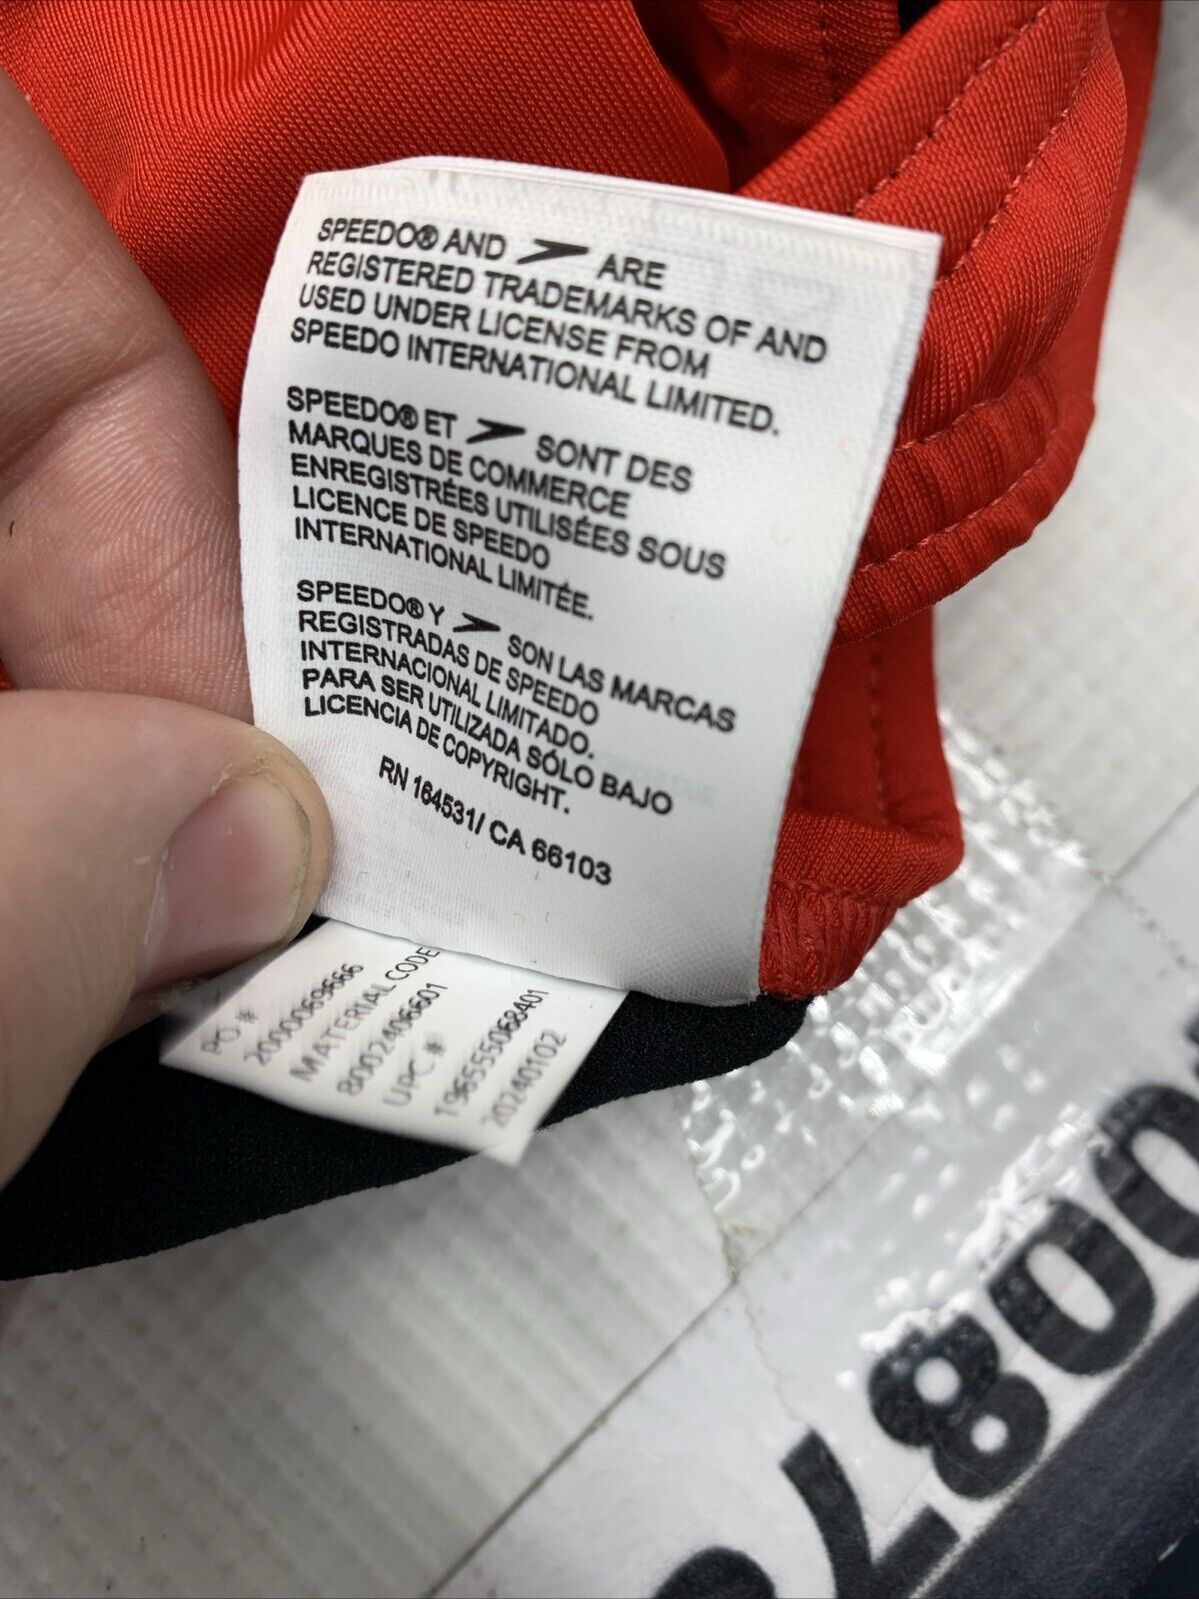 SPEEDO® AND ARE
REGISTERED TRADEMARKS OF AND
USED UNDER LICENSE FROM
SPEEDO INTERNATIONAL LIMITED.
SPEEDO® ET SONT DES
MARQUES DE COMMERCE
ENREGISTRÉES UTILISÉES SOUS
LICENCE DE SPEEDO
INTERNATIONAL LIMITÉE.
SPEEDO® Y SON LAS MARCAS
REGISTRADAS DE SPEEDO
INTERNACIONAL LIMITADO.
PARA SER UTILIZADA SÓLO BAJO
LICENCIA DE COPYRIGHT.
RN 164531/ CA 66103
PO #
2000069666
MATERIAL CODE
8002406601
UPC #
196555068401
20240102